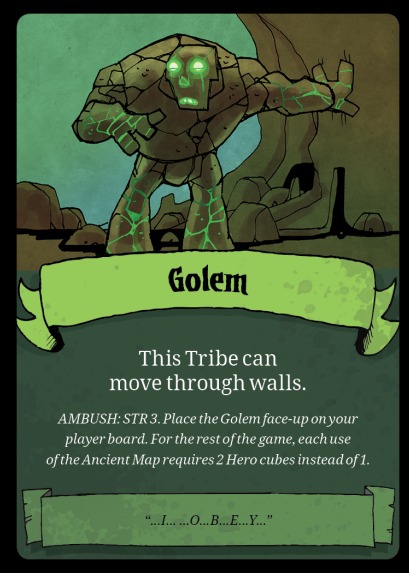 Golem
This Tribe can
move through walls.
AMBUSH: STR 3. Place the Golem face-up on your
player board. For the rest of the game, each use
of the Ancient Map requires 2 Hero cubes instead of 1.
“...I... ...O...B...E...Y...”